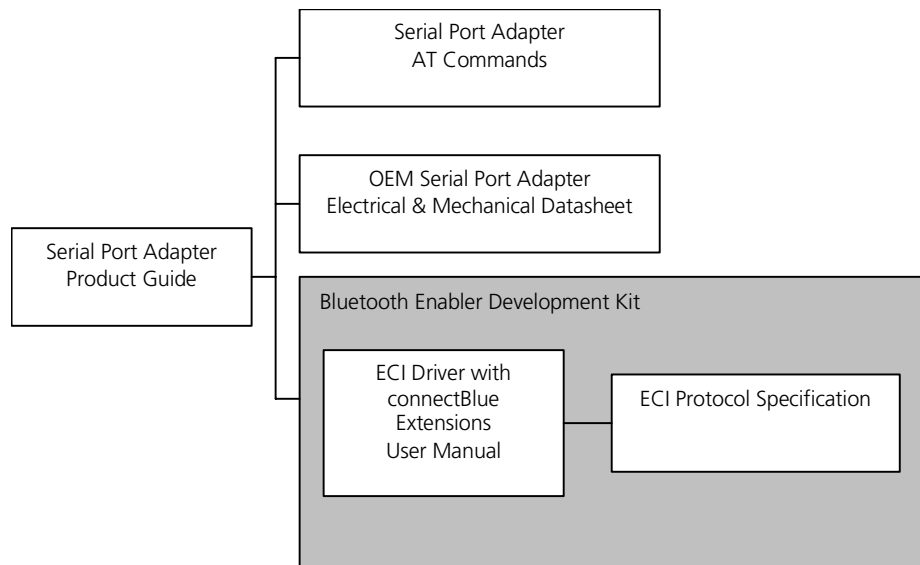 Serial Port Adapter
AT Commands
OEM Serial Port Adapter
Electrical & Mechanical Datasheet
Serial Port Adapter
Product Guide
Bluetooth Enabler Development Kit
ECI Driver with
connectBlue
Extensions
User Manual
ECI Protocol Specification